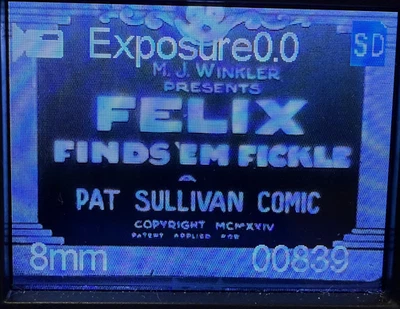 Exposure0.0
SD
M. J. WINKLER
PRESENTS
FELIX
FINDS 'EM FICKLE
PAT SULLIVAN COMIC
COPYRIGHT MCMXXIV
PATENT APPLIED FOR
8mm
00839